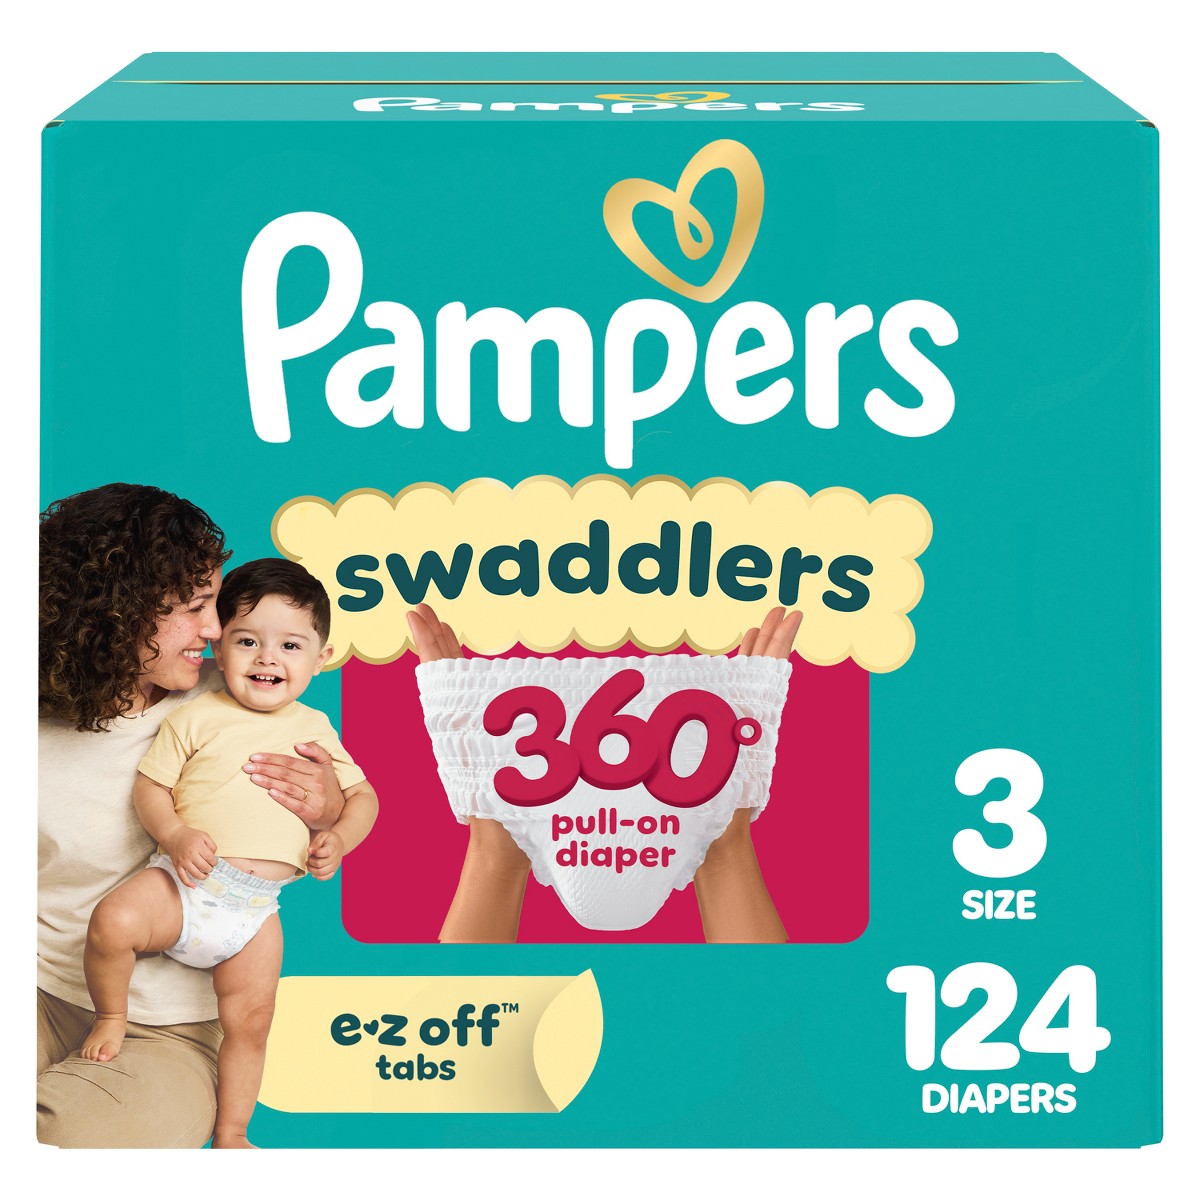 Pampers
Pampers
swaddlers
360°
pull-on
diaper
3
SIZE
e♥z off™
tabs
124
DIAPERS